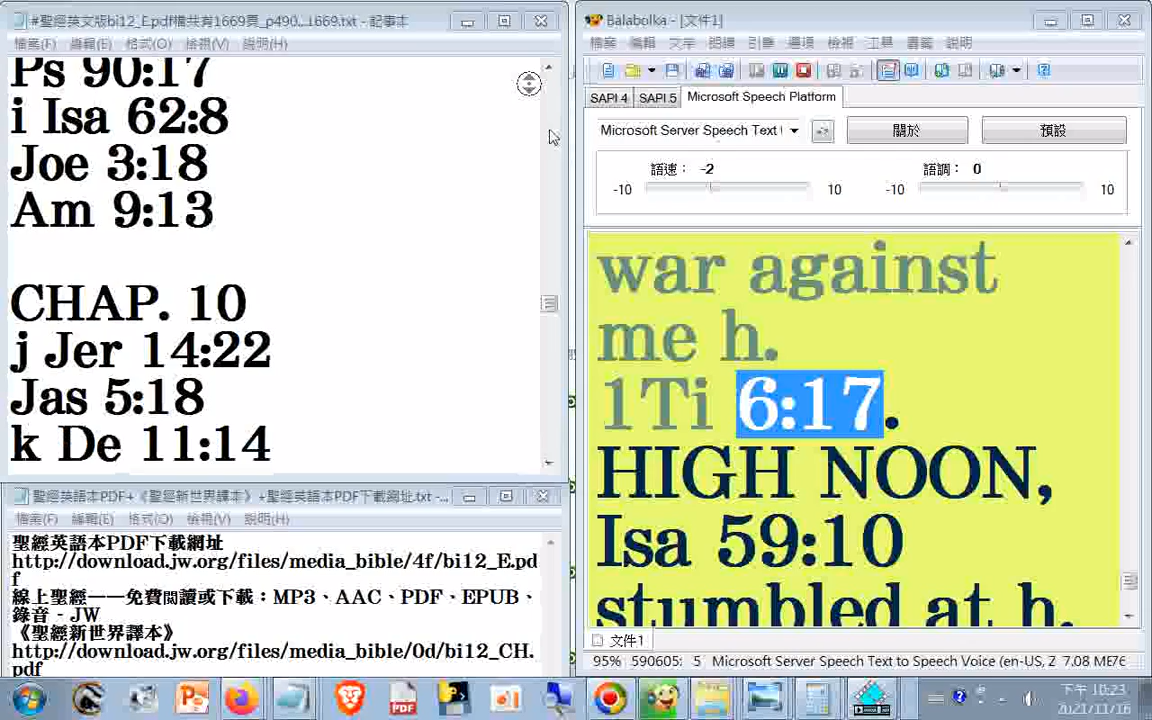 #聖經英文版bi12_E.pdf檔共有1669頁_p490...1669.txt - 記事本
檔案(F) 編輯(E) 格式(O) 檢視(V) 說明(H)
Ps 90:17
i Isa 62:8
Joe 3:18
Am 9:13
CHAP. 10
j Jer 14:22
Jas 5:18
k De 11:14
聖經英語本PDF+《聖經新世界譯本》+聖經英語本PDF下載網址.txt - ...
檔案(F) 編輯(E) 格式(O) 檢視(V) 說明(H)
聖經英語本PDF下載網址
http://download.jw.org/files/media_bible/4f/bi12_E.pd
f
線上聖經——免費閱讀或下載：MP3、AAC、PDF、EPUB、
錄音 - JW
《聖經新世界譯本》
http://download.jw.org/files/media_bible/0d/bi12_CH.
pdf
Balabolka - [文件1]
檔案 編輯 文字 朗讀 引擎 選項 檢視 工具 書籤 說明
SAPI 4 SAPI 5 Microsoft Speech Platform
Microsoft Server Speech Text 關於 預設
語速： -2 語調： 0
-10 10 -10 10
war against
me h.
1Ti 6:17.
HIGH NOON,
Isa 59:10
stumbled at h.
文件1
95% 590605: 5 Microsoft Server Speech Text to Speech Voice (en-US, Z 7.08 ME
下午 10:23
2021/11/16